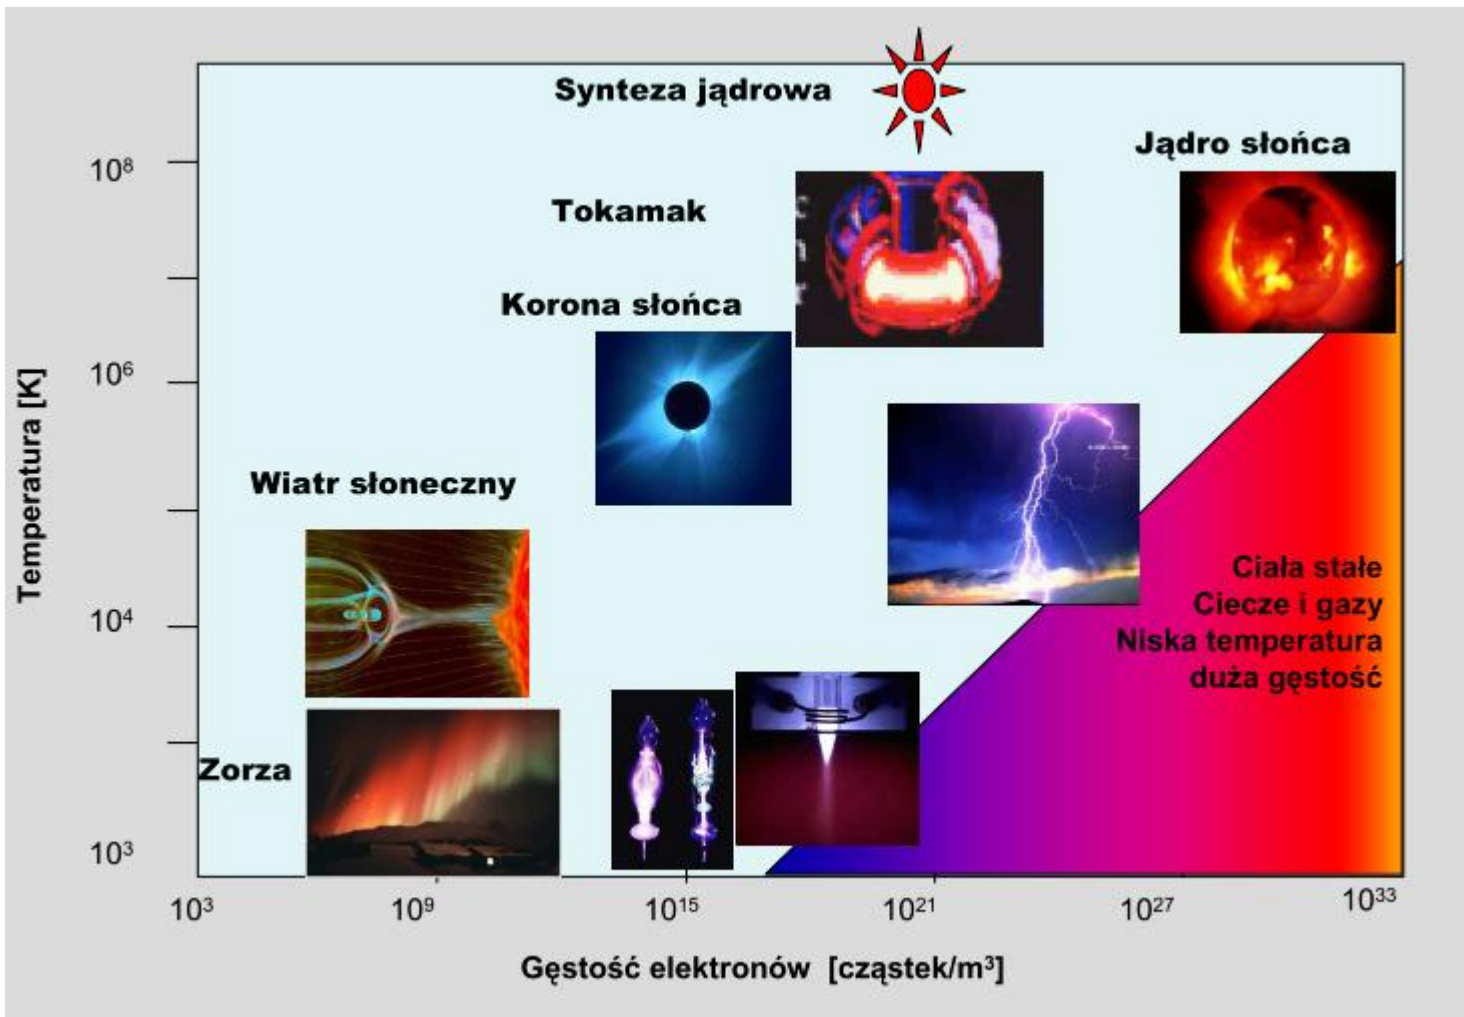 Synteza jądrowa
Jądro słońca
10⁸
Tokamak
Korona słońca
10⁶
Temperatura [K]
Wiatr słoneczny
Ciała stałe
Ciecze i gazy
Niska temperatura
duża gęstość
10⁴
Zorza
10³
10³
10⁹
10¹⁵
10²¹
10²⁷
10³³
Gęstość elektronów [cząstek/m³]